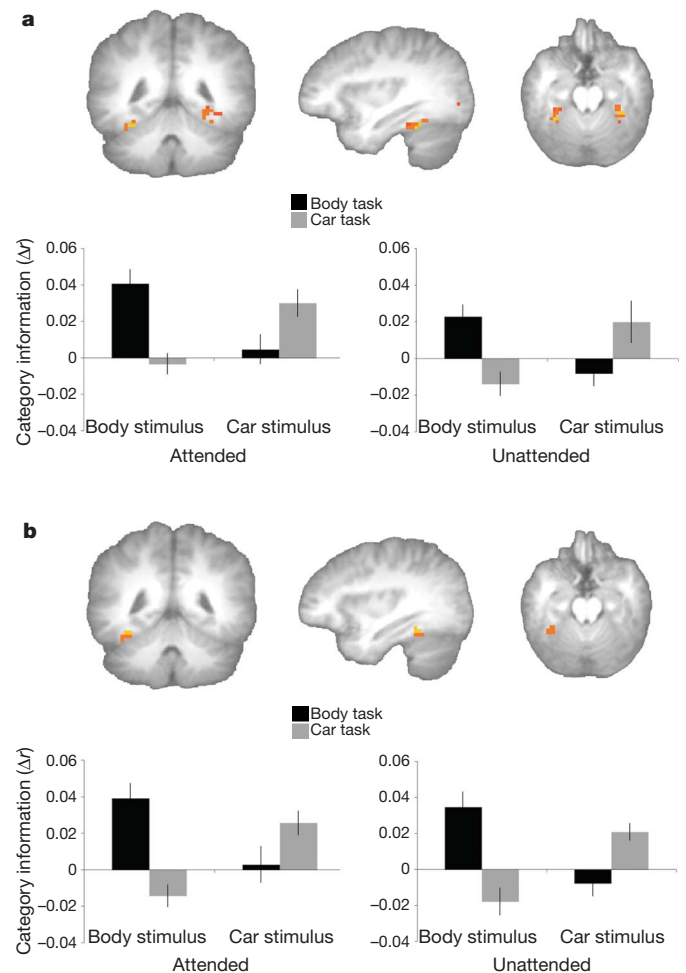 a
Body task
Car task
Category information (Δr)
0.06
0.04
0.02
0
–0.02
–0.04
Body stimulus Car stimulus
Attended
0.06
0.04
0.02
0
–0.02
–0.04
Body stimulus Car stimulus
Unattended
b
Body task
Car task
Category information (Δr)
0.06
0.04
0.02
0
–0.02
–0.04
Body stimulus Car stimulus
Attended
0.06
0.04
0.02
0
–0.02
–0.04
Body stimulus Car stimulus
Unattended